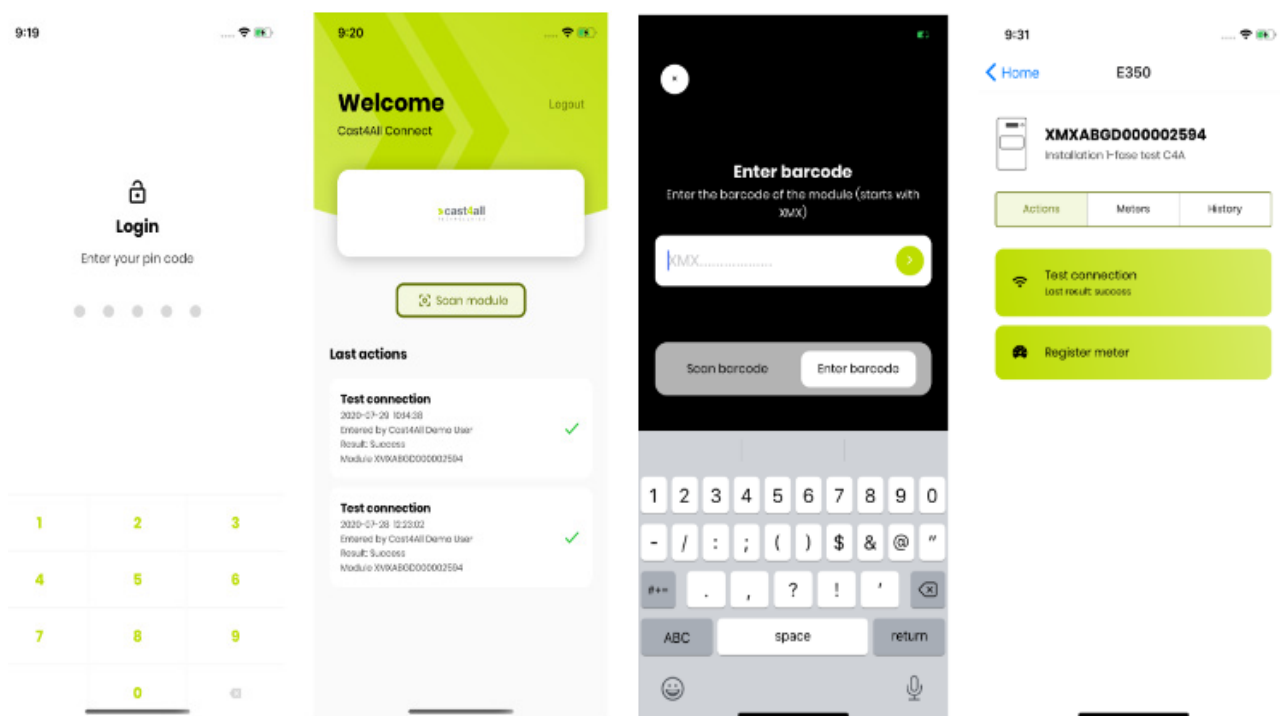 9:19
Login
Enter your pin code
1 2 3
4 5 6
7 8 9
0
9:20
Welcome
Logout
Cast4All Connect
cast4all
Scan module
Last actions
Test connection
2020-07-29
Entered by Cast4All Demo User
Result: Success
Module XMXABGD000002594
Test connection
2020-07-28 12:23:02
Entered by Cast4All Demo User
Result: Success
Module XMXABGD000002594
Enter barcode
Enter the barcode of the module (starts with
XMX)
XMX..................
Scan barcode
Enter barcode
1 2 3 4 5 6 7 8 9 0
- / : ; ( ) $ & @ "
#+= . , ? ! '
ABC space return
9:31
Home
E350
XMXABGD000002594
Installation 1-fase test C4A
Actions
Meters
History
Test connection
Last result: success
Register meter